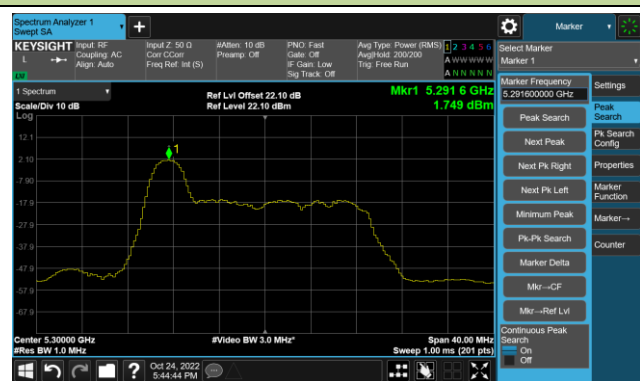 Spectrum Analyzer 1
Swept SA
+
Marker
KEYSIGHT Input: RF Input Z: 50 Ω #Atten: 10 dB PNO: Fast Avg Type: Power (RMS) 1 2 3 4 5 6
L Coupling: AC Corr CCorr Preamp: Off Gate: Off Avg|Hold: 200/200 A W W W W W
Align: Auto Freq Ref: Int (S) IF Gain: Low Trig: Free Run
Sig Track: Off A N N N N N
Select Marker
Marker 1
1 Spectrum
Scale/Div 10 dB
Ref Lvl Offset 22.10 dB
Ref Level 22.10 dBm
Mkr1 5.291 6 GHz
1.749 dBm
Log
12.1
2.10
-7.90
-17.9
-27.9
-37.9
-47.9
-57.9
-67.9
1
Center 5.30000 GHz
#Res BW 1.0 MHz
#Video BW 3.0 MHz*
Span 40.00 MHz
Sweep 1.00 ms (201 pts)
Marker Frequency
5.291600000 GHz
Peak Search
Next Peak
Next Pk Right
Next Pk Left
Minimum Peak
Pk-Pk Search
Marker Delta
Mkr→CF
Mkr→Ref Lvl
Continuous Peak
Search
On
Off
Settings
Peak
Search
Pk Search
Config
Properties
Marker
Function
Marker→
Counter
?
Oct 24, 2022
5:44:44 PM